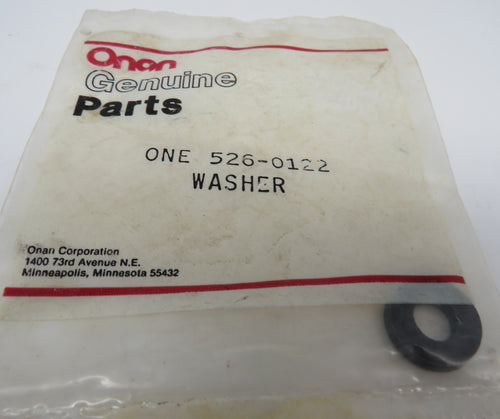 Onan
Genuine
Parts
ONE 526-0122
WASHER
Onan Corporation
1400 73rd Avenue N.E.
Minneapolis, Minnesota 55432